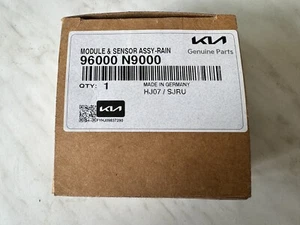 MODULE & SENSOR ASSY-RAIN
96000 N9000
KIA
Genuine Parts
QTY: 1
MADE IN GERMANY
HJ07 / SJRU
KIA